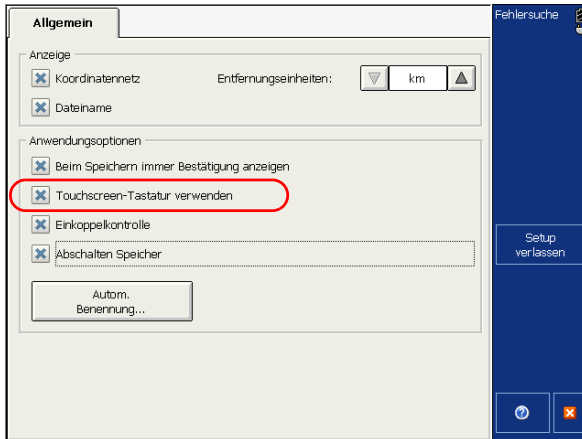 Allgemein
Fehlersuche
Anzeige
Koordinatennetz
Entfernungseinheiten:
km
Dateiname
Anwendungsoptionen
Beim Speichern immer Bestätigung anzeigen
Touchscreen-Tastatur verwenden
Einkoppelkontrolle
Abschalten Speicher
Autom.
Benennung...
Setup
verlassen